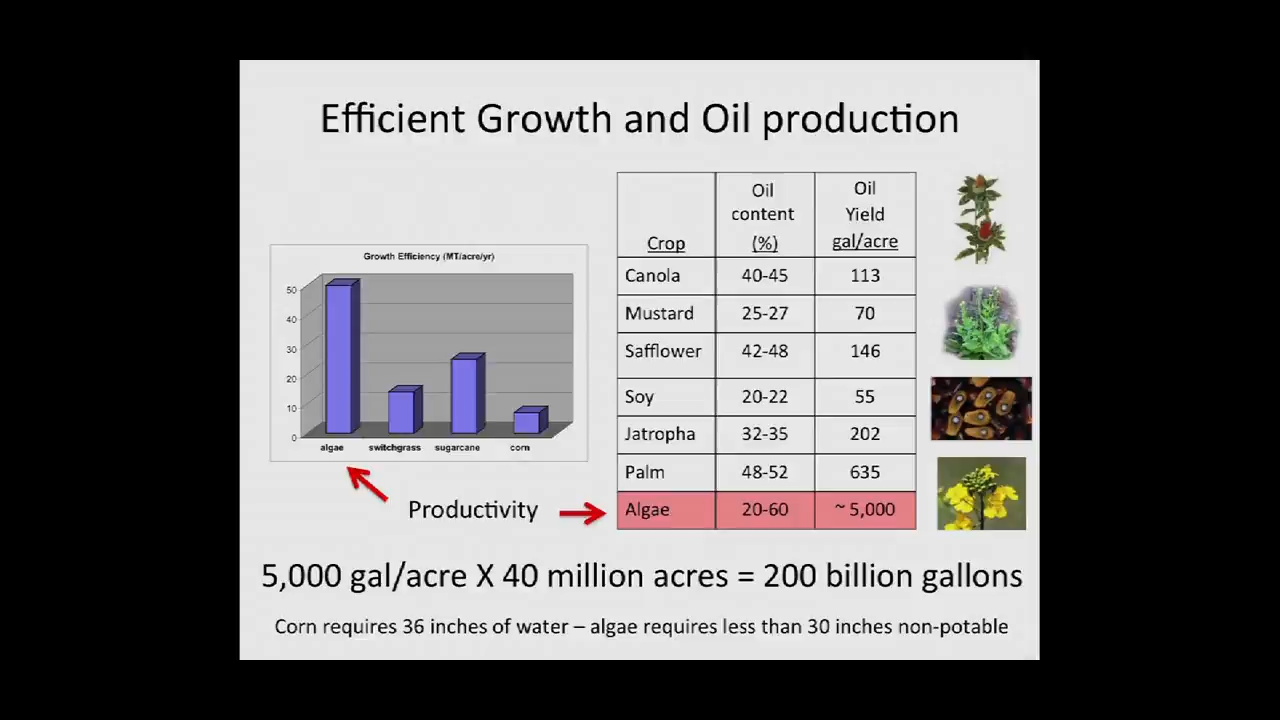 Efficient Growth and Oil production
Growth Efficiency (MT/acre/yr)
50
40
30
20
10
0
algae switchgrass sugarcane corn
Productivity
Crop Oil content (%) Oil Yield gal/acre
Canola 40-45 113
Mustard 25-27 70
Safflower 42-48 146
Soy 20-22 55
Jatropha 32-35 202
Palm 48-52 635
Algae 20-60 ~ 5,000
5,000 gal/acre X 40 million acres = 200 billion gallons
Corn requires 36 inches of water – algae requires less than 30 inches non-potable